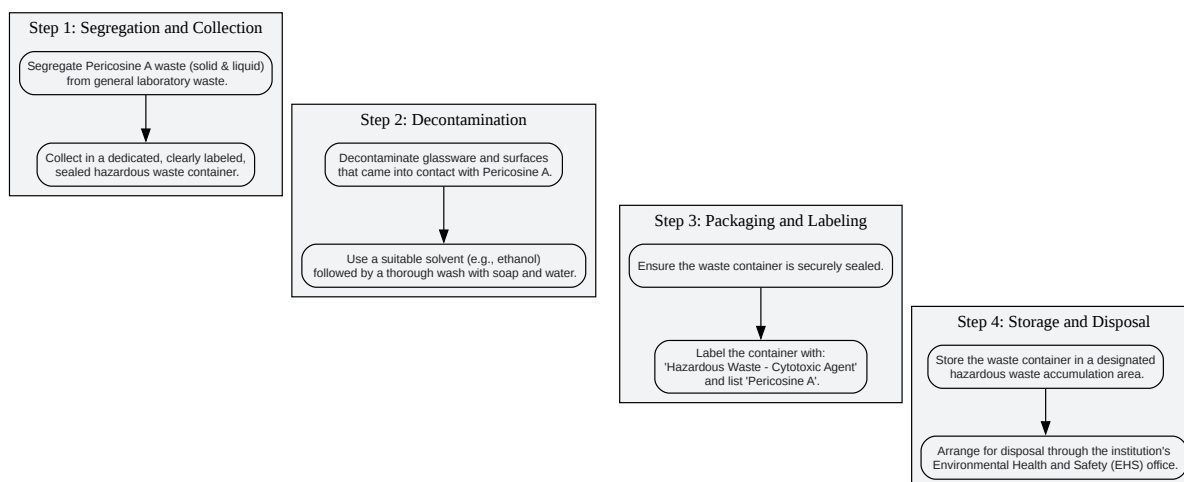 Step 1: Segregation and Collection
Segregate Pericosine A waste (solid & liquid)
from general laboratory waste.
Collect in a dedicated, clearly labeled,
sealed hazardous waste container.
Step 2: Decontamination
Decontaminate glassware and surfaces
that came into contact with Pericosine A.
Use a suitable solvent (e.g., ethanol)
followed by a thorough wash with soap and water.
Step 3: Packaging and Labeling
Ensure the waste container is securely sealed.
Label the container with:
'Hazardous Waste - Cytotoxic Agent'
and list 'Pericosine A'.
Step 4: Storage and Disposal
Store the waste container in a designated
hazardous waste accumulation area.
Arrange for disposal through the institution's
Environmental Health and Safety (EHS) office.